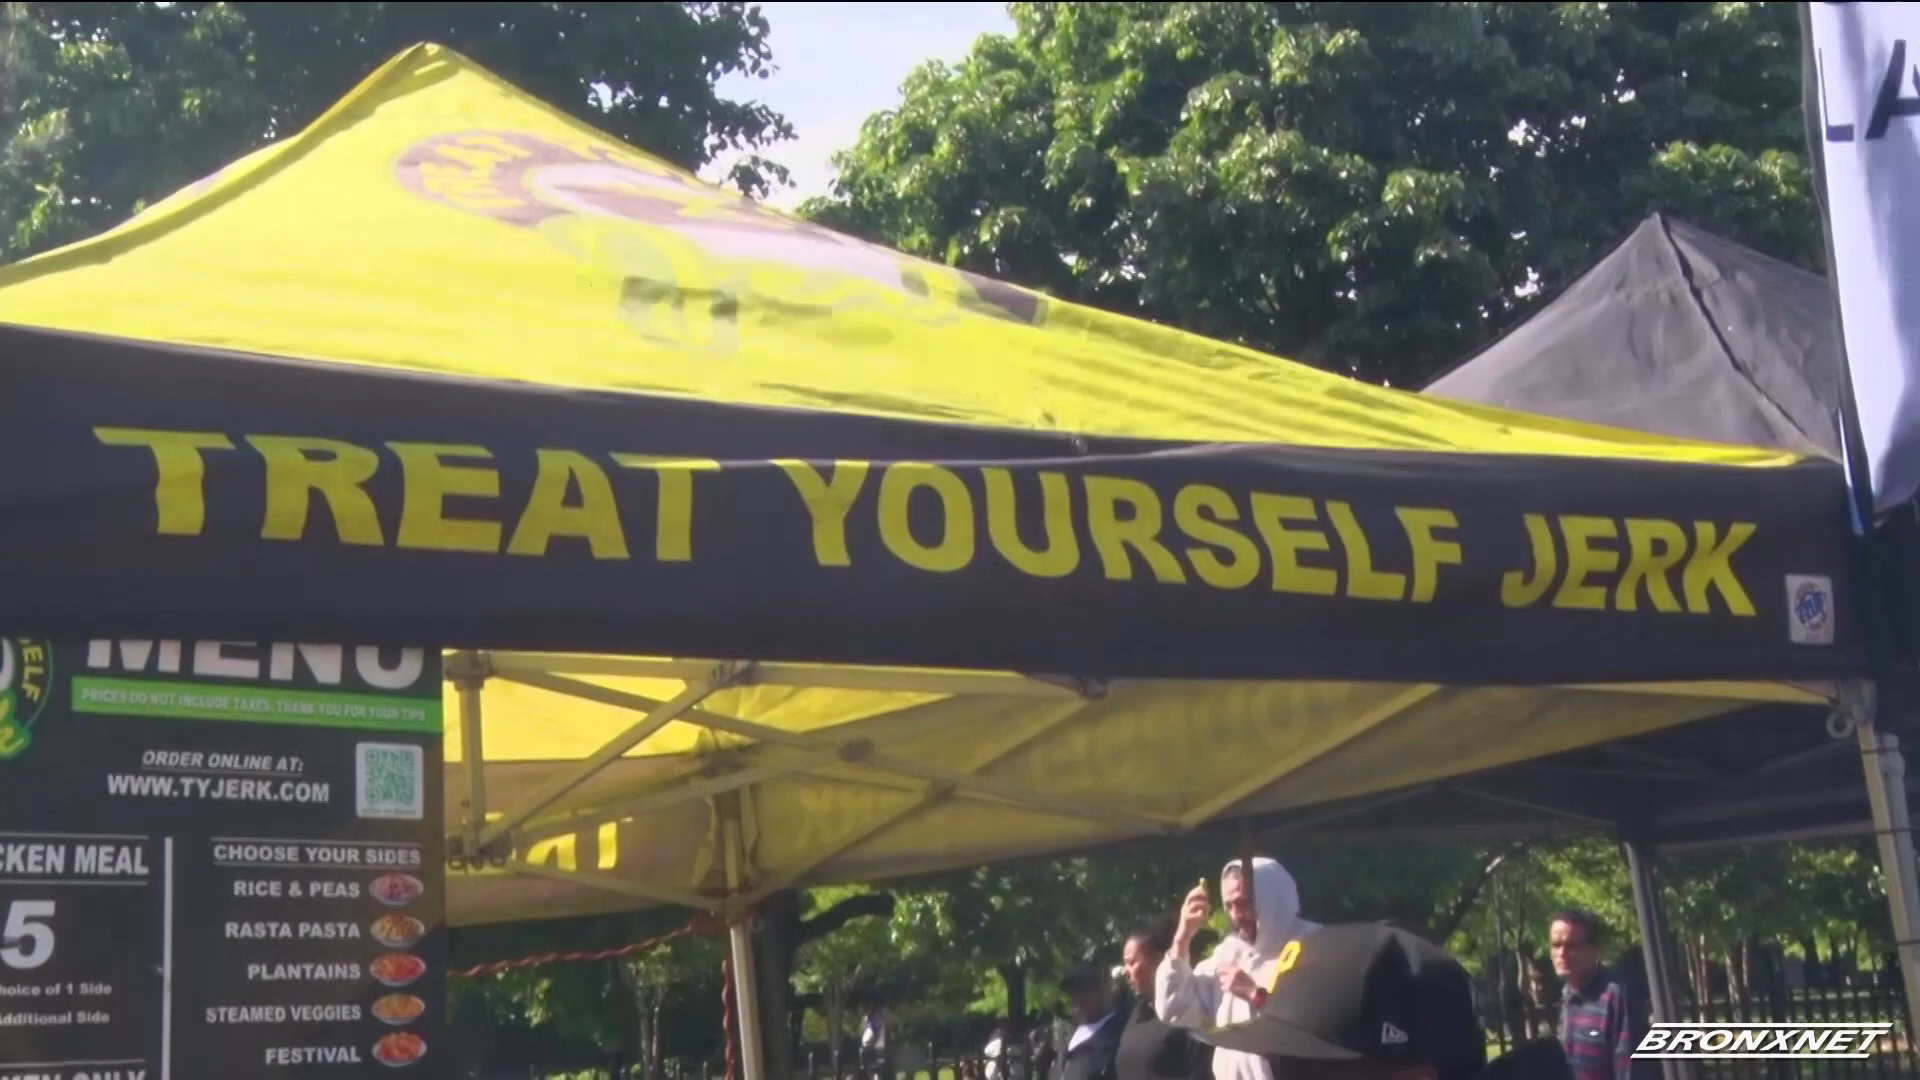 TREAT
LA
TREAT YOURSELF JERK
MENU
PRICES DO NOT INCLUDE TAXES. THANK YOU FOR YOUR TIPS
ORDER ONLINE AT:
WWW.TYJERK.COM
CKEN MEAL
5
hoice of 1 Side
Additional Side
CHOOSE YOUR SIDES
RICE & PEAS
RASTA PASTA
PLANTAINS
STEAMED VEGGIES
FESTIVAL
P
BRONXNET